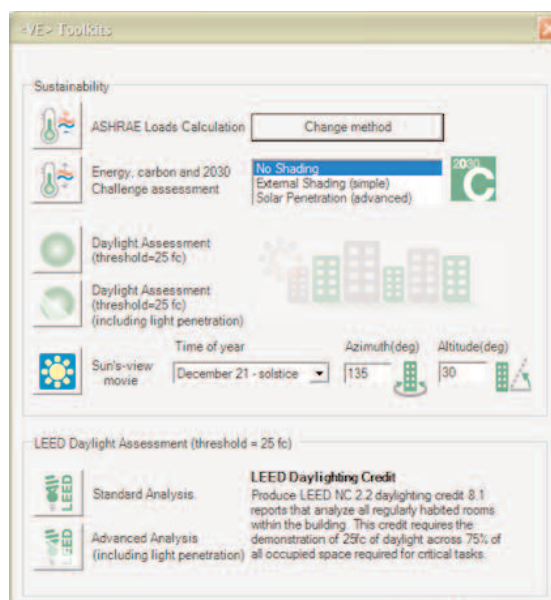 <VE> Toolkits
Sustainability
ASHRAE Loads Calculation
Change method
Energy, carbon and 2030
Challenge assessment
No Shading
External Shading (simple)
Solar Penetration (advanced)
2030
C
Daylight Assessment
(threshold=25 fc)
Daylight Assessment
(threshold=25 fc)
(including light penetration)
Time of year
Azimuth(deg)
Altitude(deg)
Sun's-view
movie
December 21 - solstice
135
30
LEED Daylight Assessment (threshold = 25 fc)
LEED
Standard Analysis
LEED Daylighting Credit
Produce LEED NC 2.2 daylighting credit 8.1
reports that analyze all regularly habited rooms
within the building. This credit requires the
demonstration of 25fc of daylight across 75% of
all occupied space required for critical tasks.
LEED
Advanced Analysis
(including light penetration)